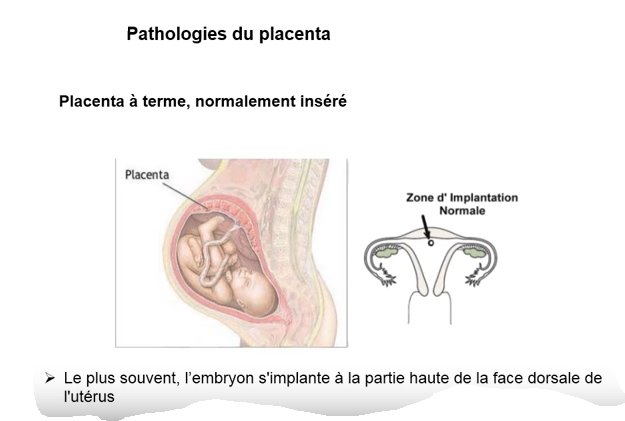 Pathologies du placenta
Placenta à terme, normalement inséré
Placenta
Zone d' Implantation
Normale
➢ Le plus souvent, l’embryon s'implante à la partie haute de la face dorsale de
l'utérus